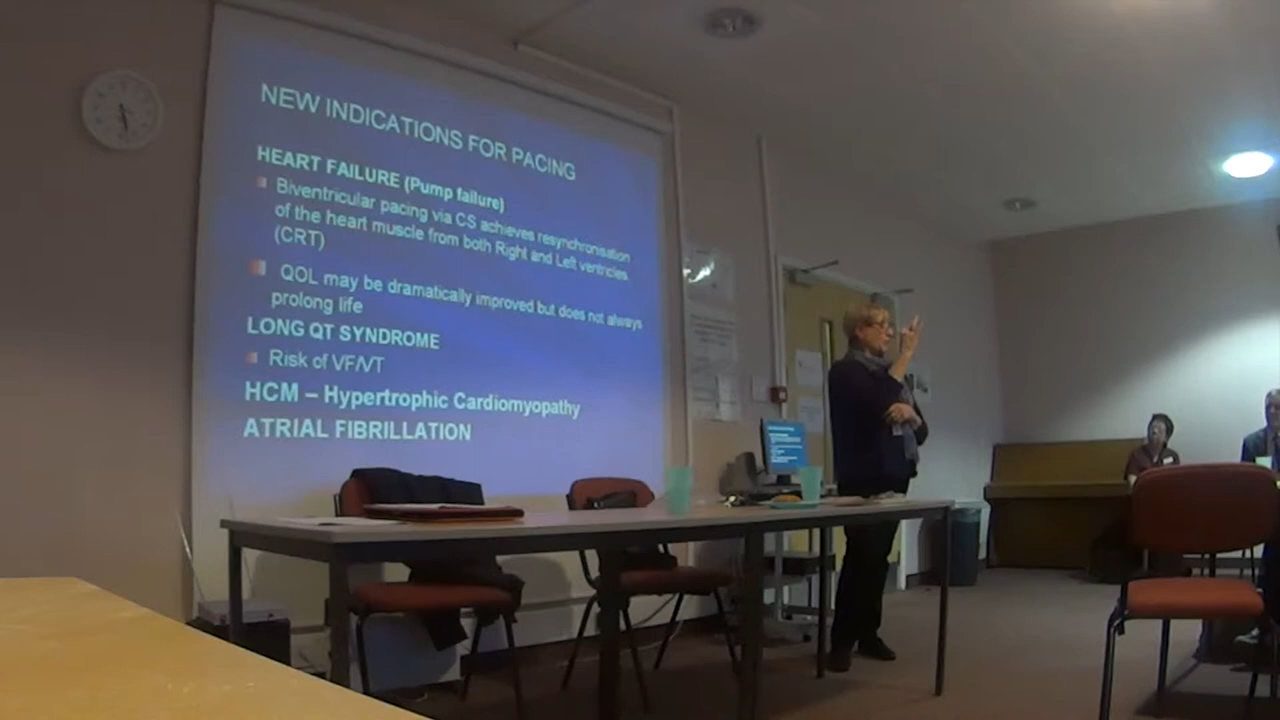 NEW INDICATIONS FOR PACING
HEART FAILURE (Pump failure)
Biventricular pacing via CS achieves resynchronisation
of the heart muscle from both Right and Left ventricles
(CRT)
QOL may be dramatically improved but does not always
prolong life
LONG QT SYNDROME
Risk of VF/VT
HCM – Hypertrophic Cardiomyopathy
ATRIAL FIBRILLATION